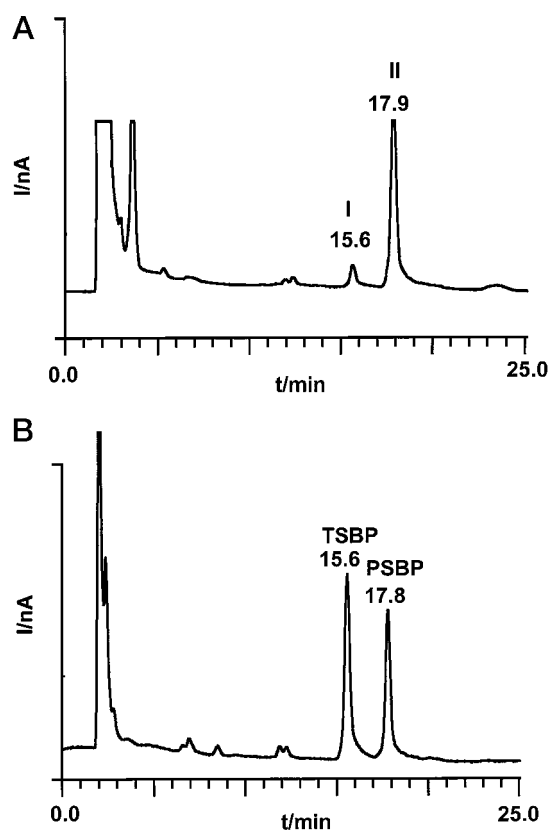 A
II
17.9
I
15.6
I/nA
0.0
25.0
t/min
B
TSBP
15.6
PSBP
17.8
I/nA
0.0
25.0
t/min